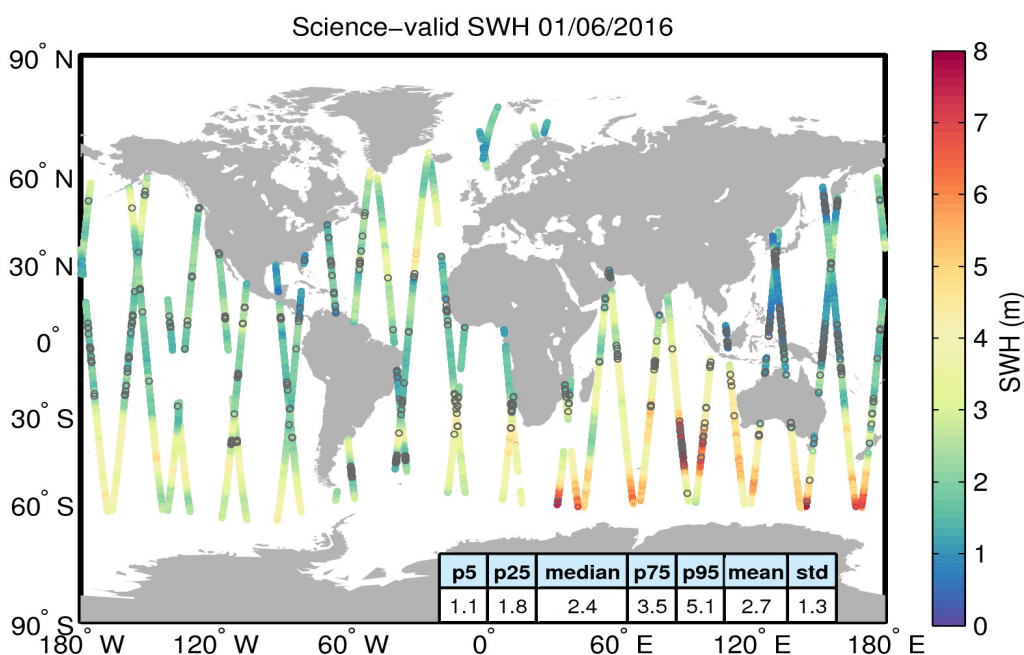 Science−valid SWH 01/06/2016
90° N
60° N
30° N
0°
30° S
60° S
90° S
180° W
120° W
60° W
0°
60° E
120° E
180° E
p5 p25 median p75 p95 mean std
1.1 1.8 2.4 3.5 5.1 2.7 1.3
8
7
6
5
4
3
2
1
0
SWH (m)